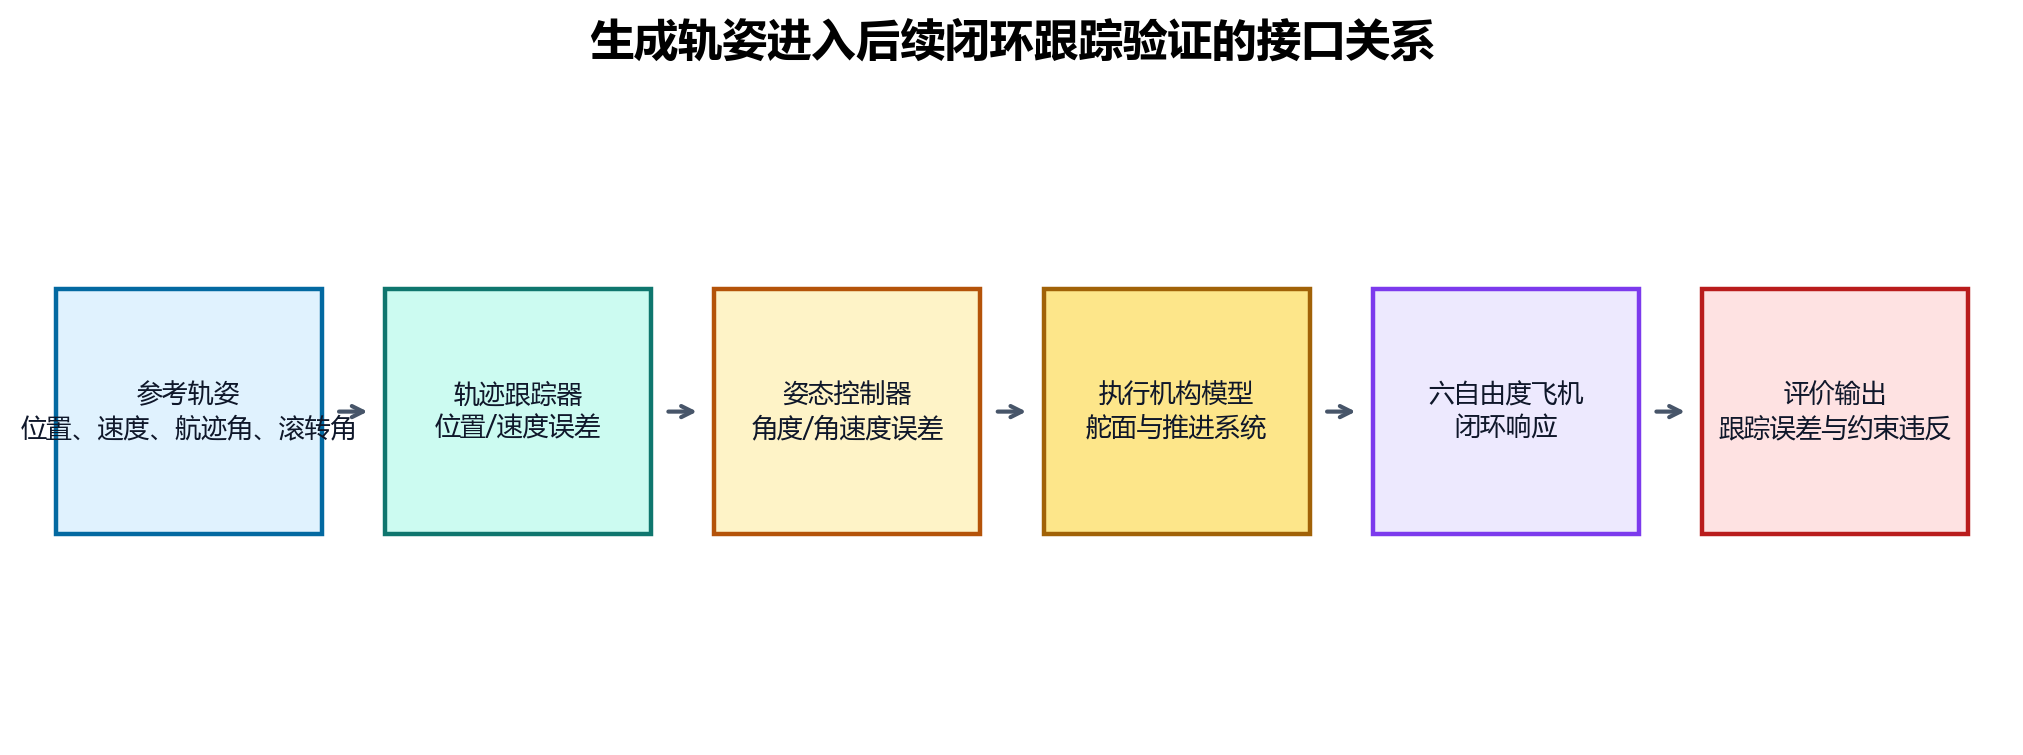 生成轨姿进入后续闭环跟踪验证的接口关系
参考轨姿
位置、速度、航迹角、滚转角
轨迹跟踪器
位置/速度误差
姿态控制器
角度/角速度误差
执行机构模型
舵面与推进系统
六自由度飞机
闭环响应
评价输出
跟踪误差与约束违反